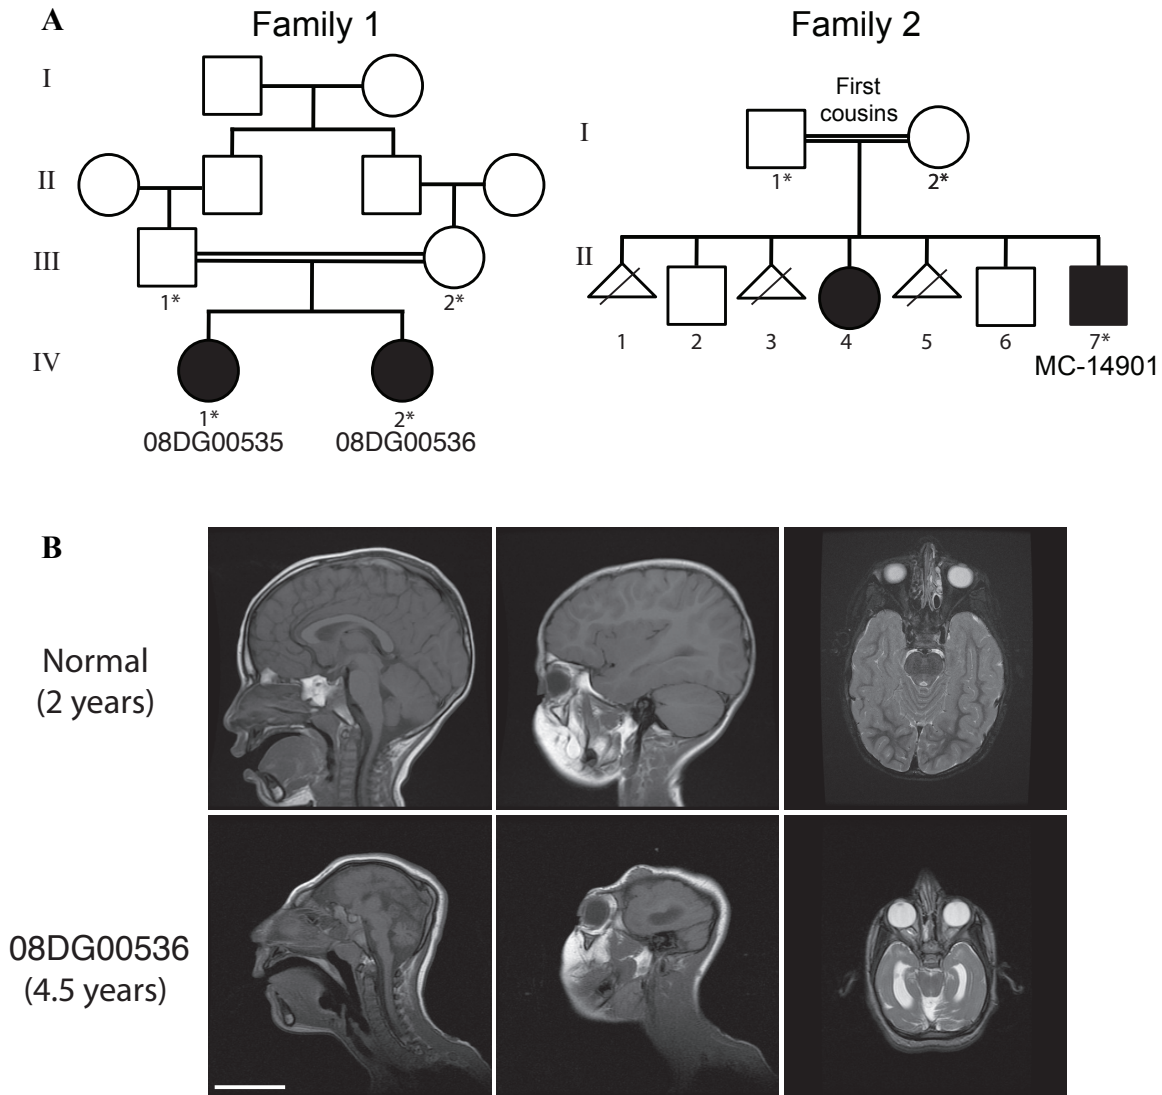 A
Family 1
Family 2
I
II
III
1*
2*
IV
1*
08DG00535
2*
08DG00536
First
cousins
I
1*
2*
II
1
2
3
4
5
6
7*
MC-14901
B
Normal
(2 years)
08DG00536
(4.5 years)